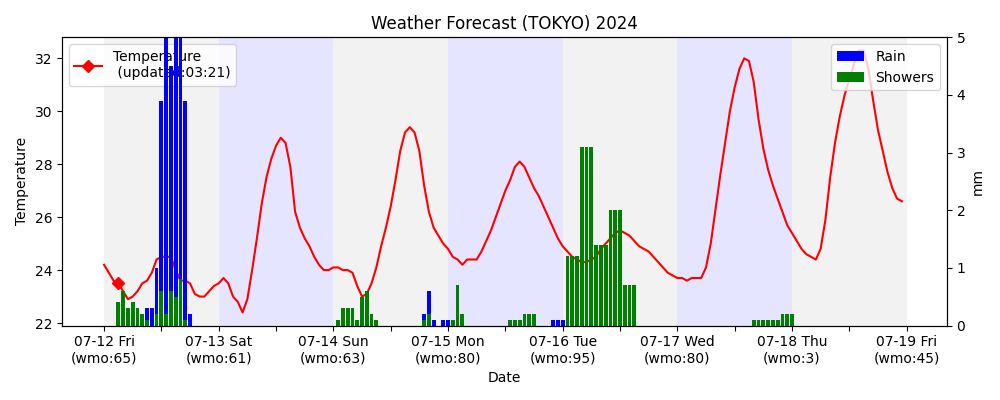 Weather Forecast (TOKYO) 2024
Temperature
(updated:03:21)
Rain
Showers
Temperature
32
30
28
26
24
22
mm
5
4
3
2
1
0
07-12 Fri
(wmo:65)
07-13 Sat
(wmo:61)
07-14 Sun
(wmo:63)
07-15 Mon
(wmo:80)
07-16 Tue
(wmo:95)
07-17 Wed
(wmo:80)
07-18 Thu
(wmo:3)
07-19 Fri
(wmo:45)
Date